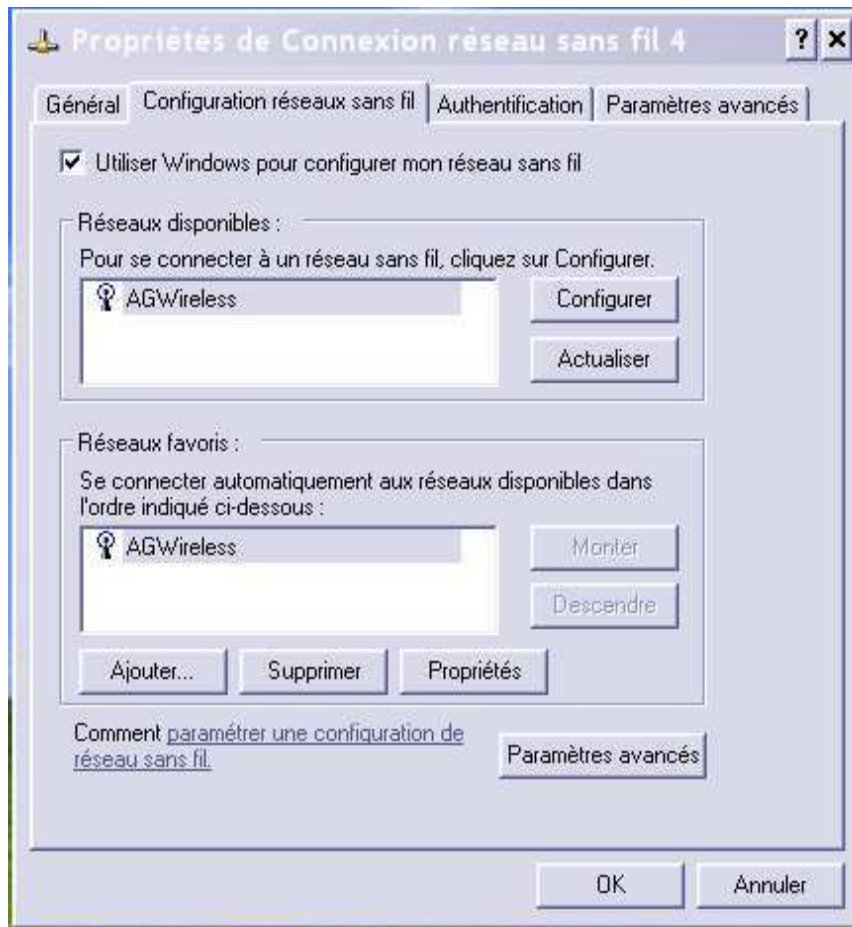 Propriétés de Connexion réseau sans fil 4
Général Configuration réseaux sans fil Authentification Paramètres avancés
Utiliser Windows pour configurer mon réseau sans fil
Réseaux disponibles :
Pour se connecter à un réseau sans fil, cliquez sur Configurer.
AGWireless
Configurer
Actualiser
Réseaux favoris :
Se connecter automatiquement aux réseaux disponibles dans
l'ordre indiqué ci-dessous :
AGWireless
Monter
Descendre
Ajouter... Supprimer Propriétés
Comment paramétrer une configuration de
réseau sans fil.
Paramètres avancés
OK Annuler